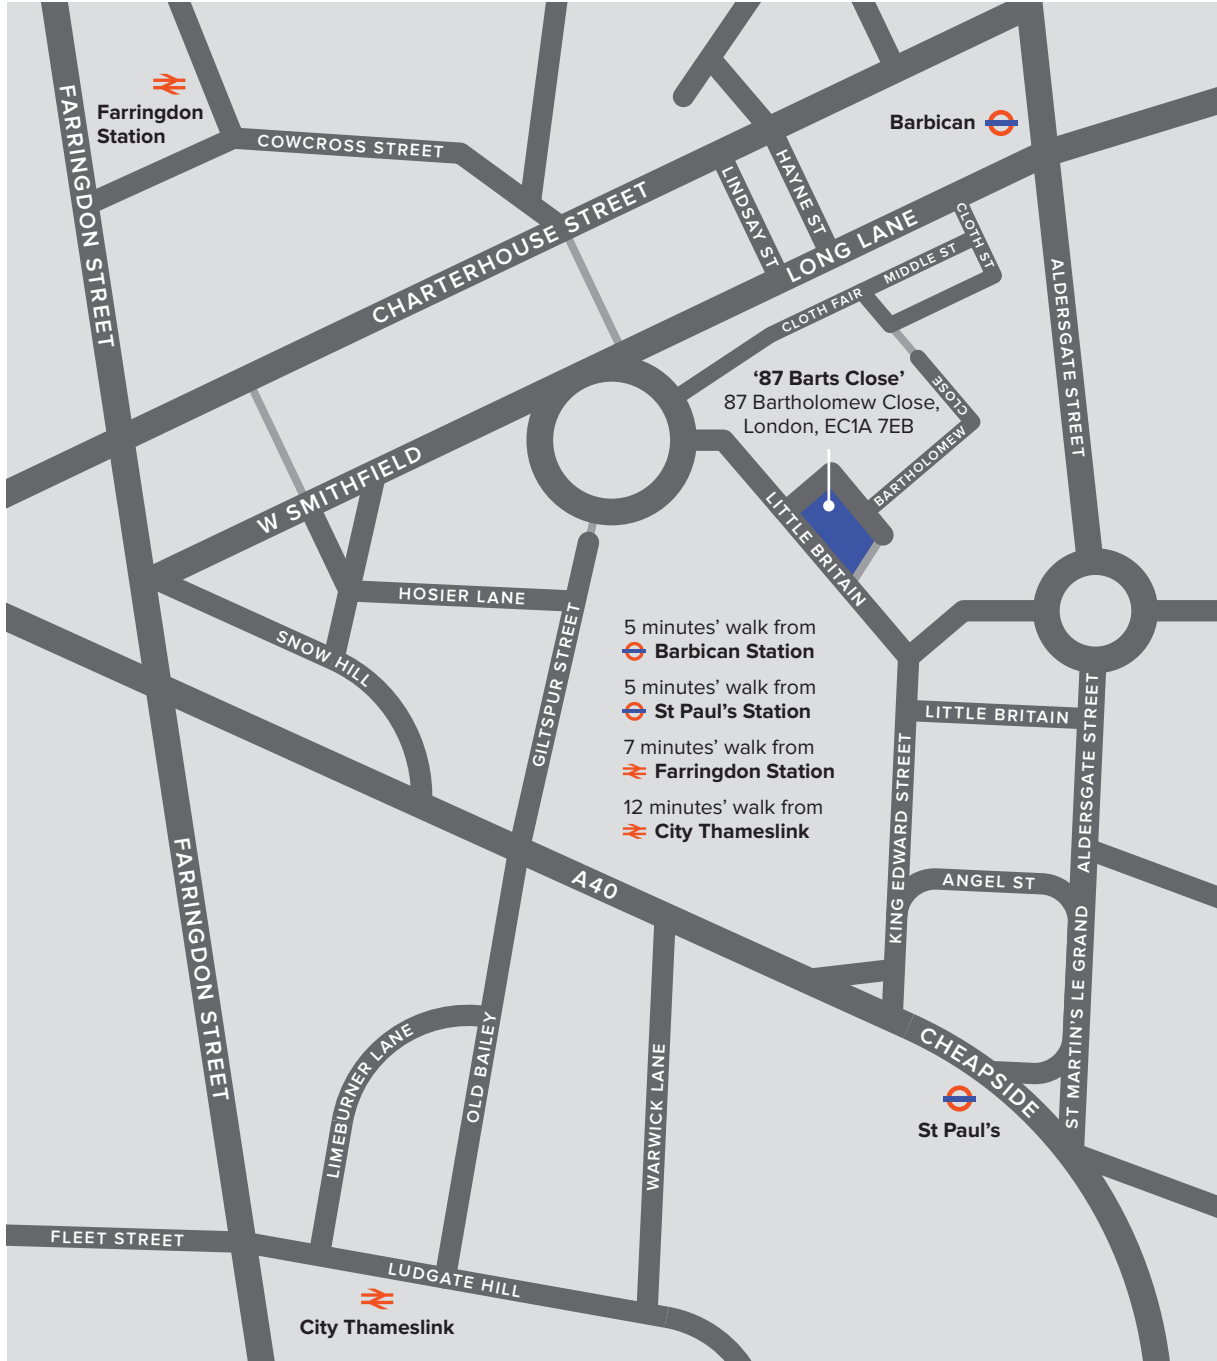 FARRINGDON STREET
Farringdon
Station
COWCROSS STREET
CHARTERHOUSE STREET
LINDSAY ST
HAYNE ST
Barbican
LONG LANE
CLOTH ST
MIDDLE ST
CLOTH FAIR
ALDERSGATE STREET
‘87 Barts Close’
87 Bartholomew Close,
London, EC1A 7EB
BARTHOLOMEW
CLOSE
W SMITHFIELD
LITTLE BRITAIN
HOSIER LANE
SNOW HILL
GILTSPUR STREET
5 minutes’ walk from
Barbican Station
5 minutes’ walk from
St Paul’s Station
7 minutes’ walk from
Farringdon Station
12 minutes’ walk from
City Thameslink
LITTLE BRITAIN
KING EDWARD STREET
ALDERSGATE STREET
ANGEL ST
A40
FARRINGDON STREET
ST MARTIN’S LE GRAND
CHEAPSIDE
St Paul’s
LIMEBURNER LANE
OLD BAILEY
WARWICK LANE
FLEET STREET
LUDGATE HILL
City Thameslink